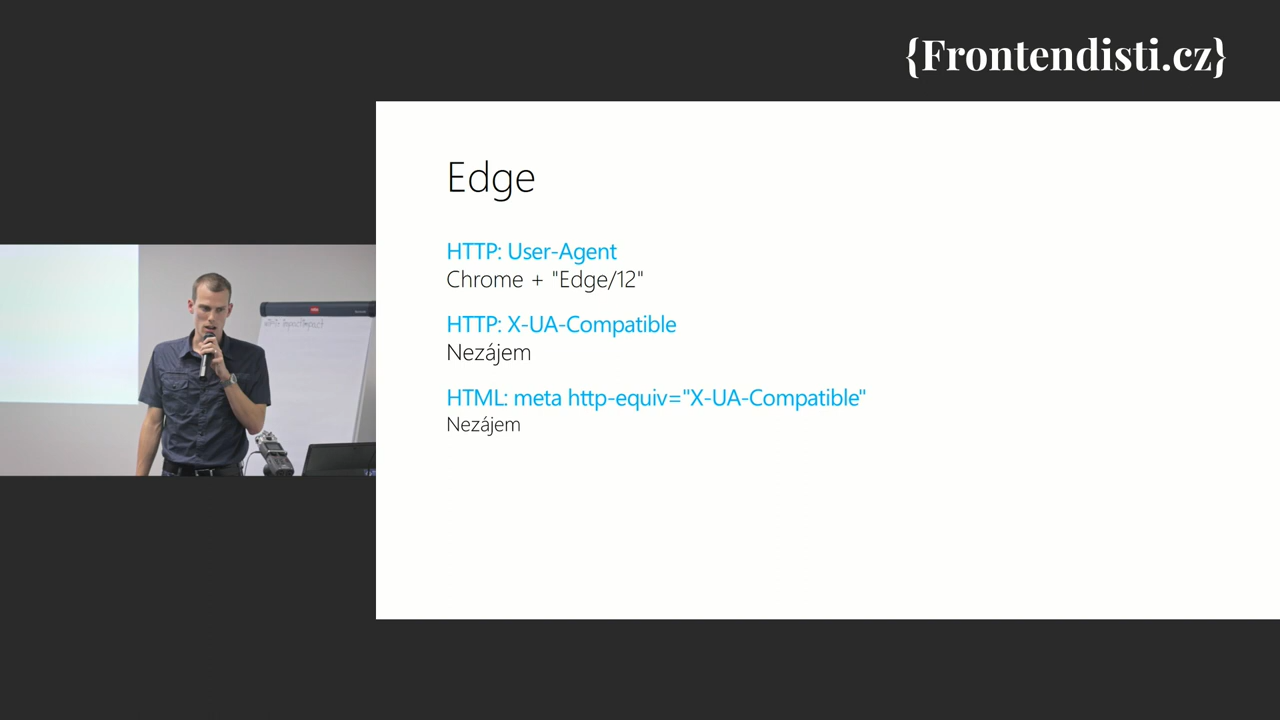 {Frontendisti.cz}
Edge
HTTP: User-Agent
Chrome + "Edge/12"
HTTP: X-UA-Compatible
Nezájem
HTML: meta http-equiv="X-UA-Compatible"
Nezájem